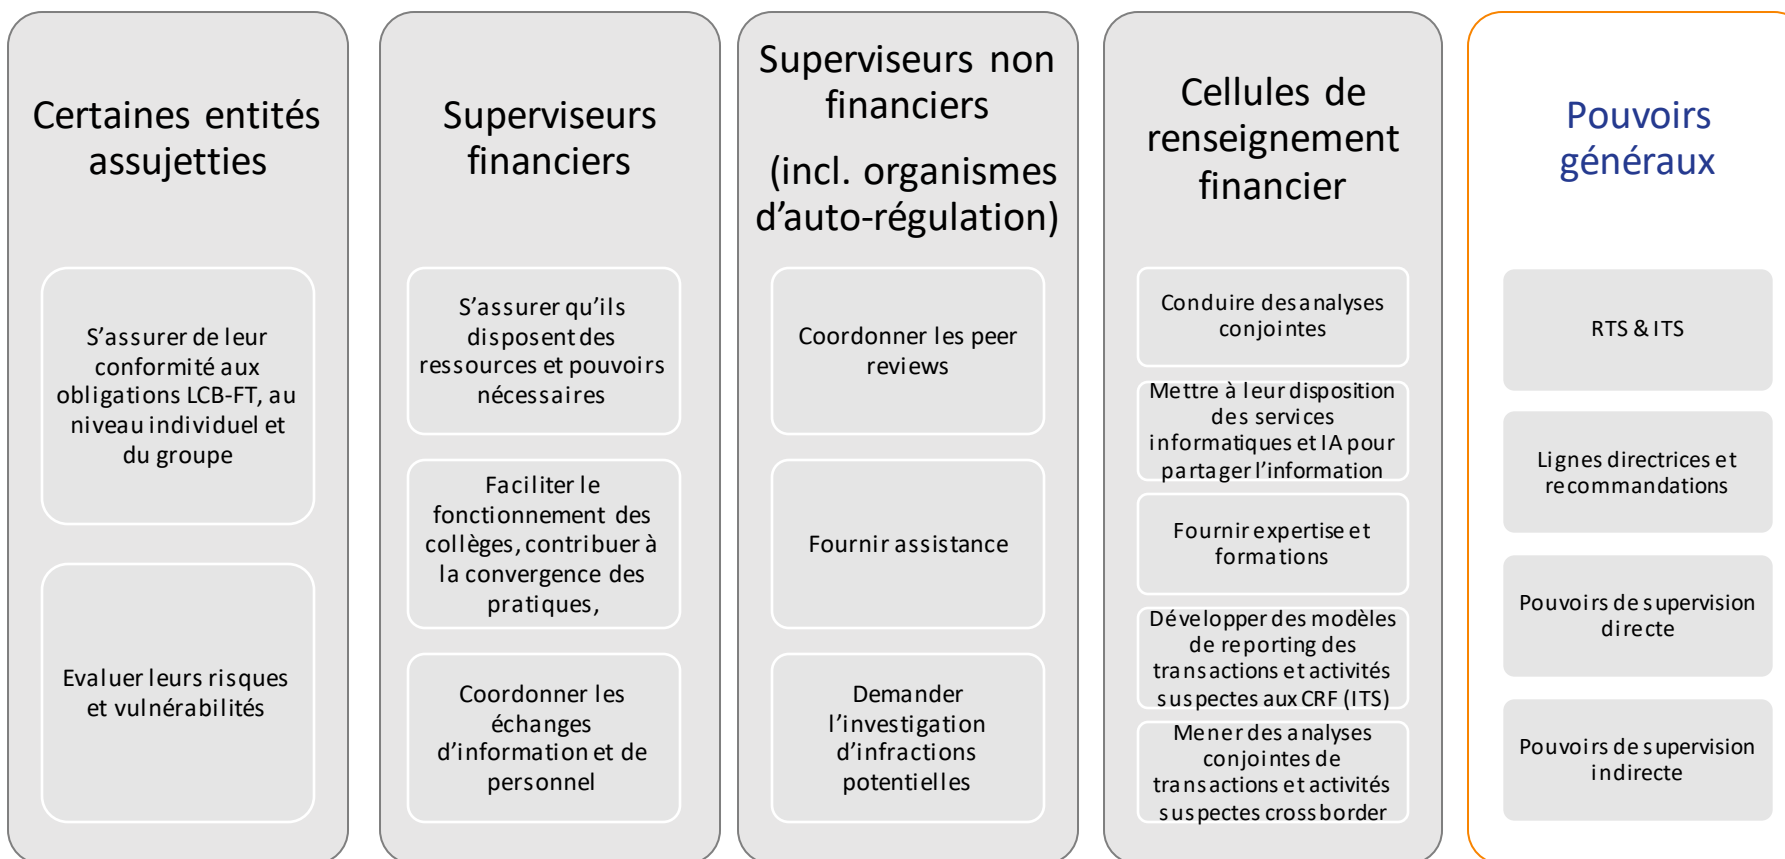 Certaines entités
assujetties
S'assurer de leur
conformité aux
obligations LCB-FT, au
niveau individuel et
du groupe
Evaluer leurs risques
et vulnérabilités
Superviseurs
financiers
S'assurer qu'ils
disposent des
ressources et pouvoirs
nécessaires
Faciliter le
fonctionnement des
collèges, contribuer à
la convergence des
pratiques,
Coordonner les
échanges
d'information et de
personnel
Superviseurs non
financiers
(incl. organismes
d'auto-régulation)
Coordonner les peer
reviews
Fournir assistance
Demander
l'investigation
d'infractions
potentielles
Cellules de
renseignement
financier
Conduire des analyses
conjointes
Mettre à leur disposition
des services
informatiques et IA pour
partager l'information
Fournir expertise et
formations
Développer des modèles
de reporting des
transactions et activités
suspectes aux CRF (ITS)
Mener des analyses
conjointes de
transactions et activités
suspectes crossborder
Pouvoirs
généraux
RTS & ITS
Lignes directrices et
recommandations
Pouvoirs de supervision
directe
Pouvoirs de supervision
indirecte